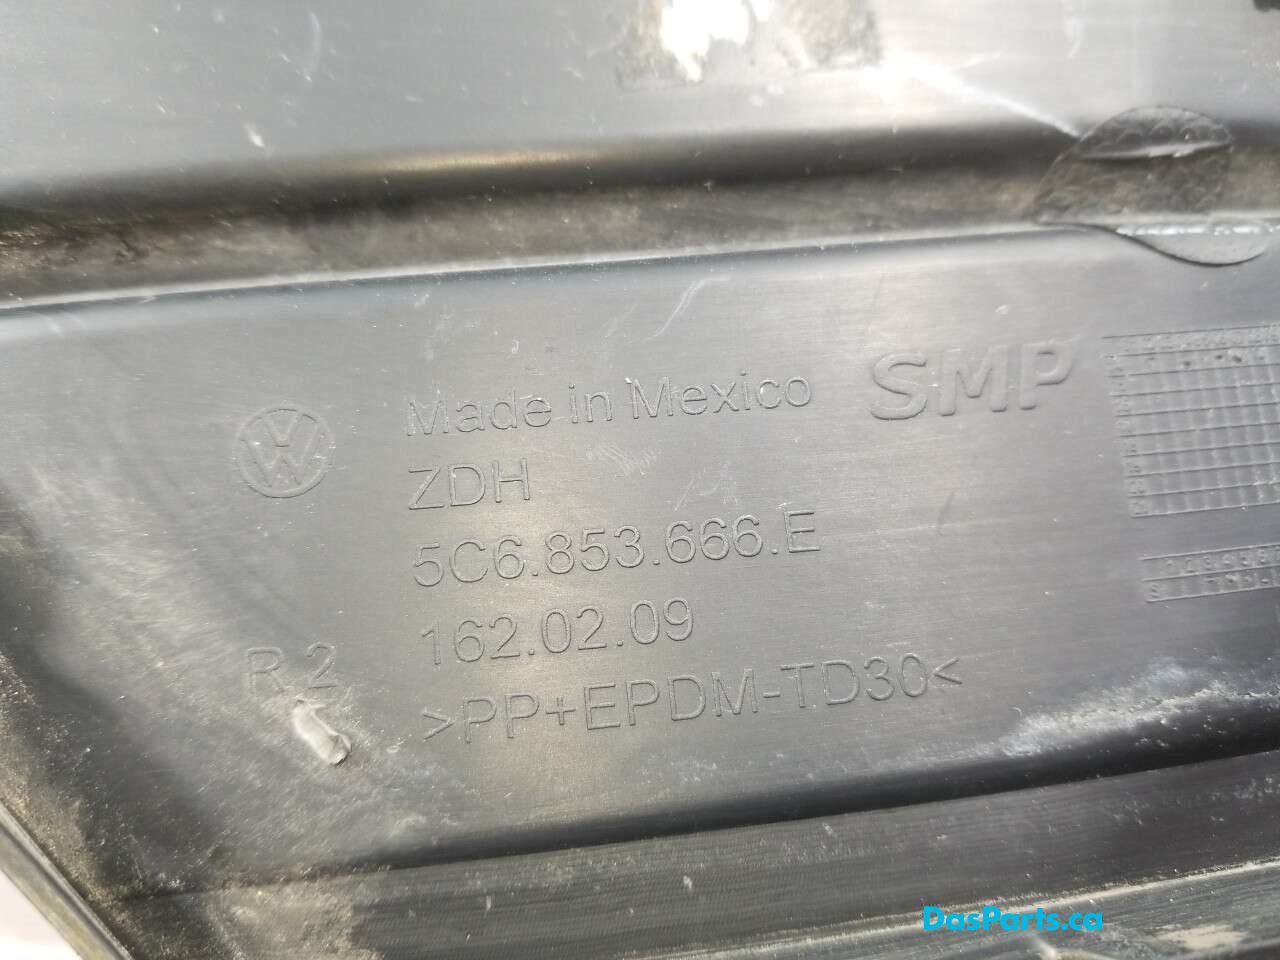 Made in Mexico
SMP
ZDH
5C6.853.666.E
162.02.09
R 2
>PP+EPDM-TD30<
DasParts.ca